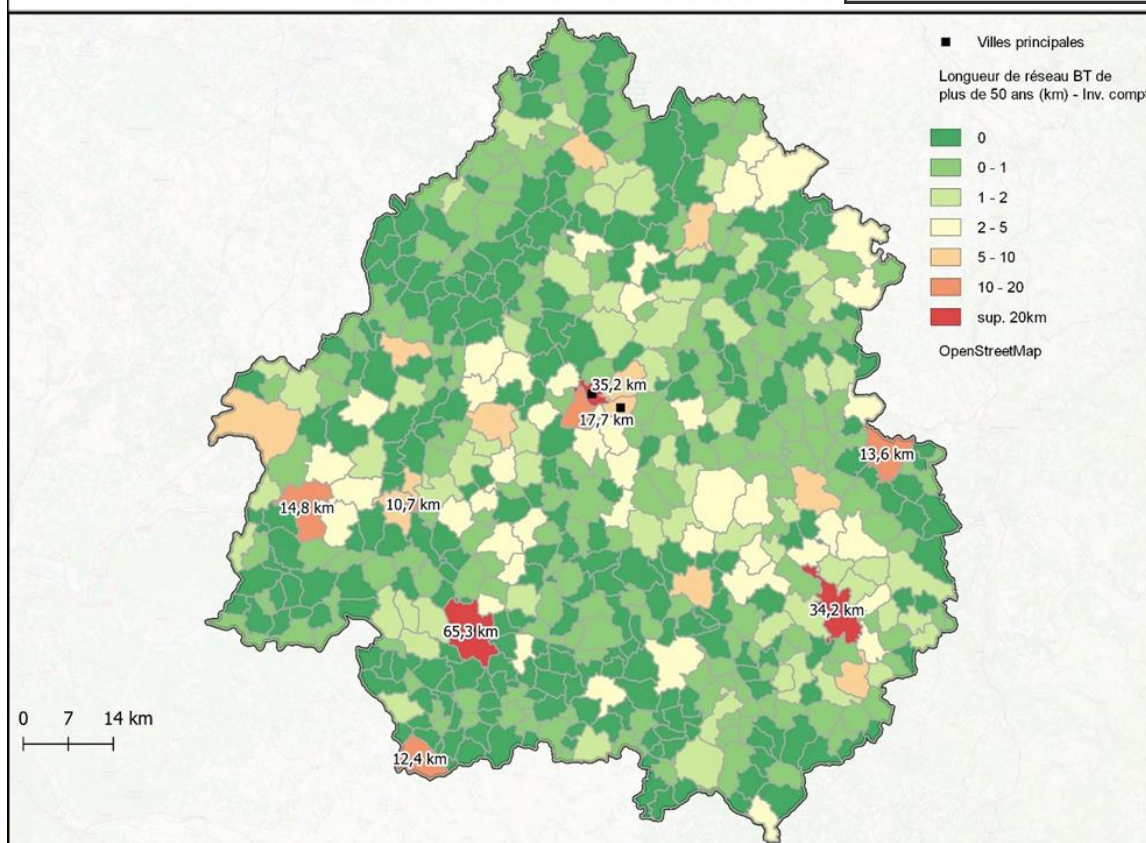 Villes principales
Longueur de réseau BT de
plus de 50 ans (km) - Inv. compt
0
0 - 1
1 - 2
2 - 5
5 - 10
10 - 20
sup. 20km
OpenStreetMap
35,2 km
17,7 km
13,6 km
14,8 km
10,7 km
34,2 km
65,3 km
12,4 km
0 7 14 km